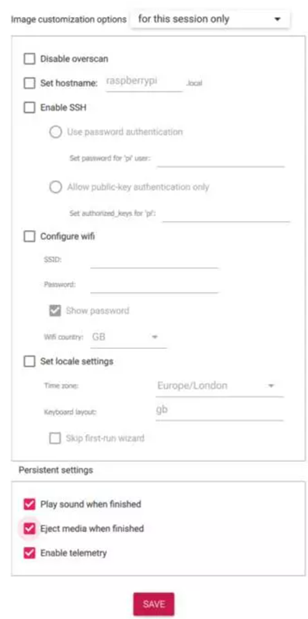 Image customization options for this session only
Disable overscan
Set hostname: raspberrypi .local
Enable SSH
Use password authentication
Set password for 'pi' user:
Allow public-key authentication only
Set authorized_keys for 'pi':
Configure wifi
SSID:
Password:
Show password
Wifi country: GB
Set locale settings
Time zone: Europe/London
Keyboard layout: gb
Skip first-run wizard
Persistent settings
Play sound when finished
Eject media when finished
Enable telemetry
SAVE